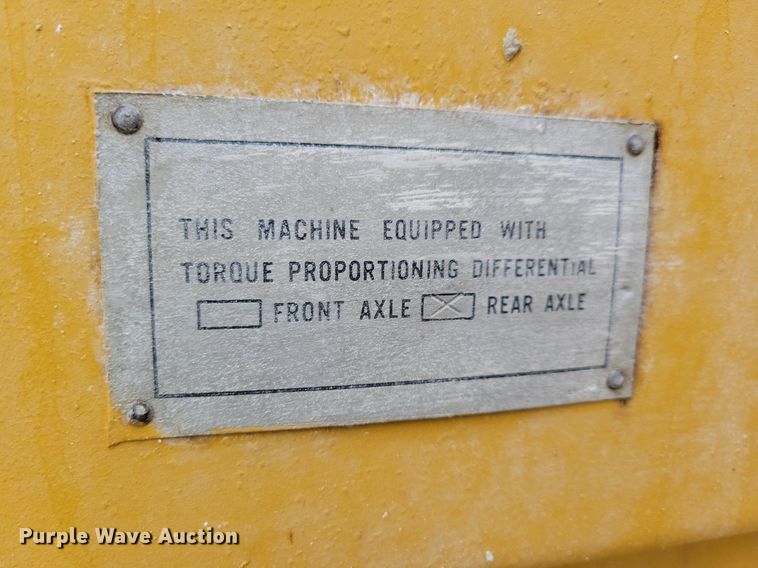 THIS MACHINE EQUIPPED WITH
TORQUE PROPORTIONING DIFFERENTIAL
FRONT AXLE REAR AXLE
Purple Wave Auction